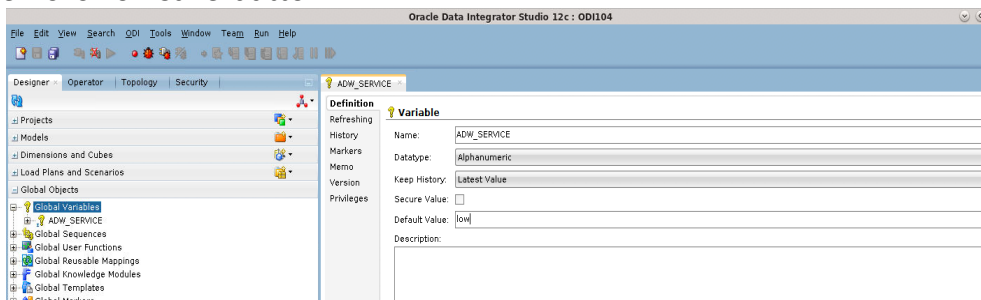 Oracle Data Integrator Studio 12c : ODI104
File Edit View Search ODI Tools Window Team Run Help
Designer Operator Topology Security
ADW_SERVICE
Projects
Models
Dimensions and Cubes
Load Plans and Scenarios
Global Objects
Global Variables
ADW_SERVICE
Global Sequences
Global User Functions
Global Reusable Mappings
Global Knowledge Modules
Global Templates
Global Markers
Definition
Refreshing
History
Markers
Memo
Version
Privileges
Variable
Name: ADW_SERVICE
Datatype: Alphanumeric
Keep History: Latest Value
Secure Value:
Default Value: low
Description: